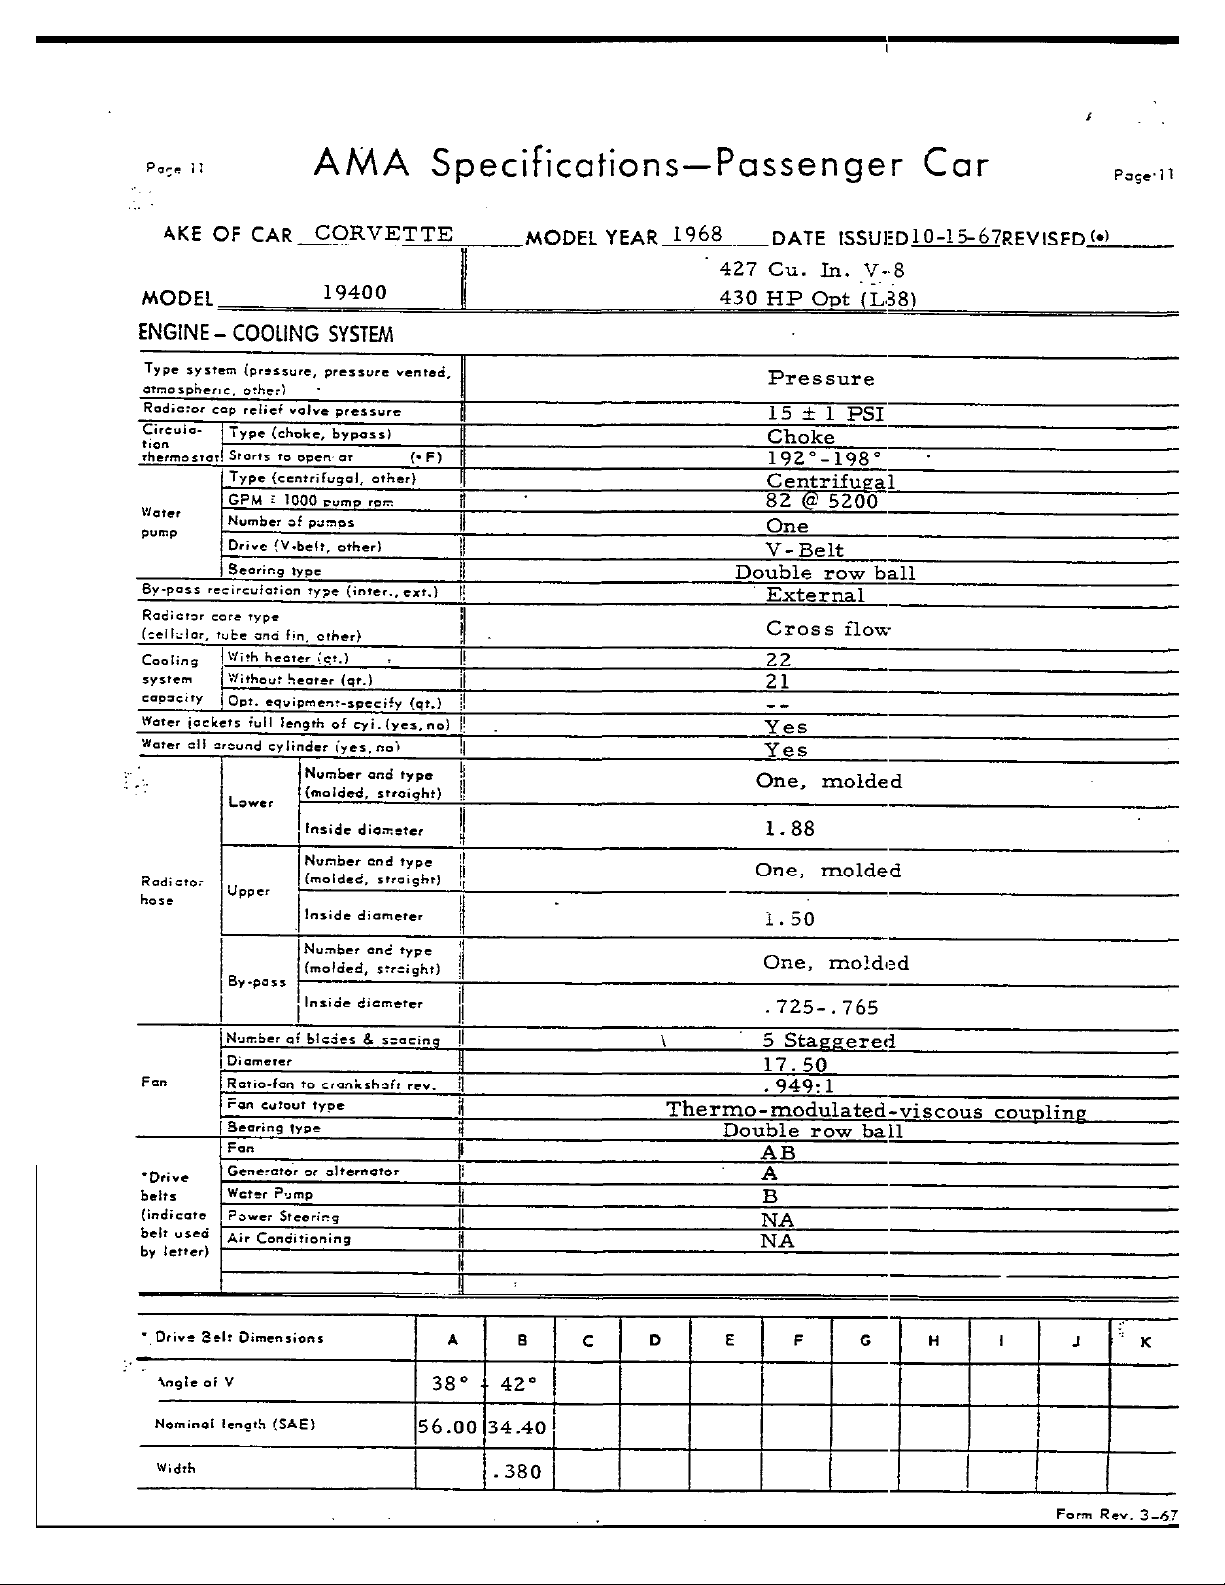 Page 11 AMA Specifications—Passenger Car Page 11
AKE OF CAR CORVETTE MODEL YEAR 1968 DATE ISSUED 10-15-67 REVISED (•)
MODEL 19400 427 Cu. In. V-8
430 HP Opt (L38)
ENGINE – COOLING SYSTEM
Type system (pressure, pressure vented, atmospheric, other) Pressure
Radiator cap relief valve pressure 15 ± 1 PSI
Circula-tion thermostat Type (choke, bypass) Choke
Starts to open at (°F) 192°-198°
Water pump Type (centrifugal, other) Centrifugal
GPM @ 1000 pump rpm 82 @ 5200
Number of pumps One
Drive (V-belt, other) V-Belt
Bearing type Double row ball
By-pass recirculation type (inter., ext.) External
Radiator core type (cellular, tube and fin, other) Cross flow
Cooling system capacity With heater (qt.) 22
Without heater (qt.) 21
Opt. equipment-specify (qt.) --
Water jackets full length of cyl. (yes, no) Yes
Water all around cylinder (yes, no) Yes
Radiator hose Lower Number and type (molded, straight) One, molded
Inside diameter 1.88
Upper Number and type (molded, straight) One, molded
Inside diameter 1.50
By-pass Number and type (molded, straight) One, molded
Inside diameter .725-.765
Fan Number of blades & spacing 5 Staggered
Diameter 17.50
Ratio-fan to crankshaft rev. .949:1
Fan cutout type Thermo-modulated-viscous coupling
Bearing type Double row ball
*Drive belts (indicate belt used by letter) Fan AB
Generator or alternator A
Water Pump B
Power Steering NA
Air Conditioning NA
* Drive Belt Dimensions A B C D E F G H I J K
Angle of V 38° 42°
Nominal length (SAE) 56.00 34.40
Width .380
Form Rev. 3-67